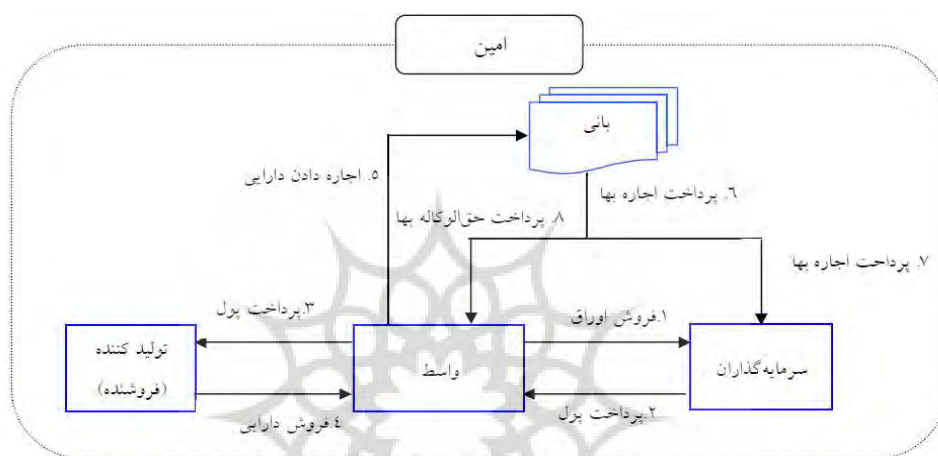 امین
بانی
۵. اجاره دادن دارایی
۶. پرداخت اجاره بها
۸. پرداخت حق‌الوکاله بها
۷. پرداحت اجاره بها
۳.پرداخت پول
۱.فروش اوراق
تولید کننده
(فروشنده)
واسط
سرمایه‌گذاران
۴.فروش دارایی
۲.پرداخت پول